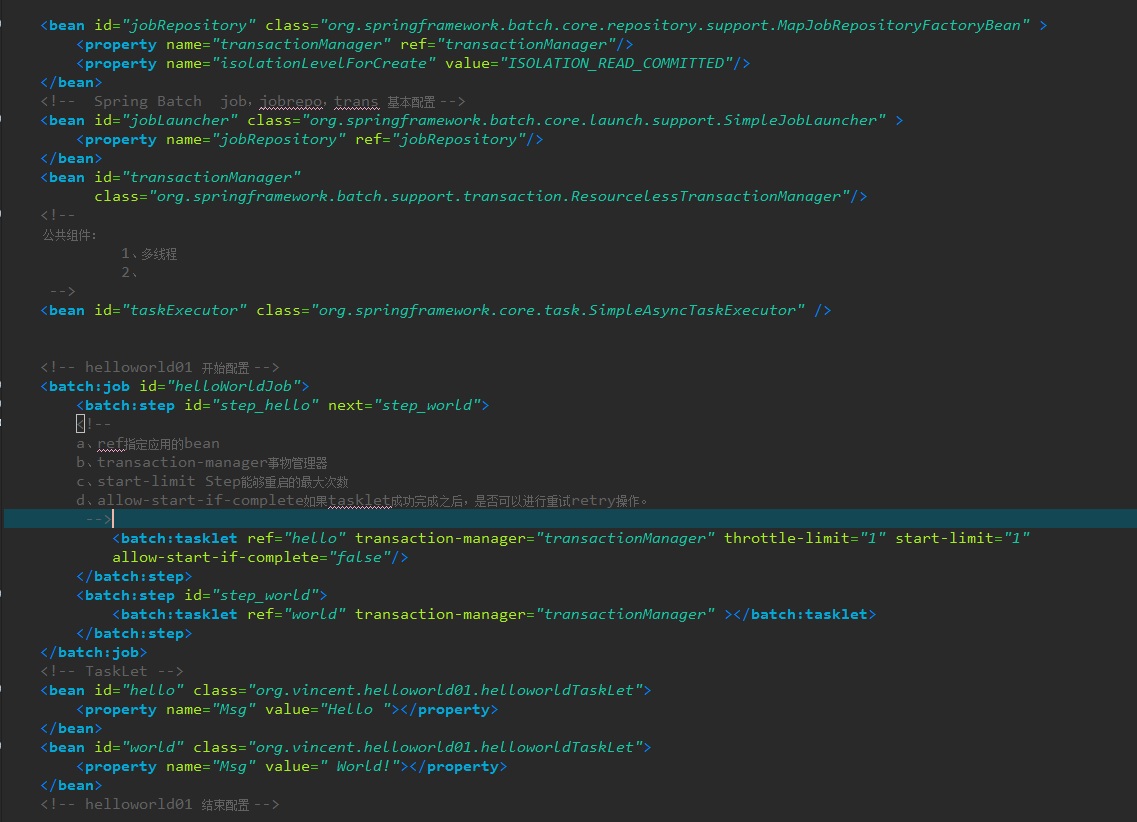 <bean id="jobRepository" class="org.springframework.batch.core.repository.support.MapJobRepositoryFactoryBean" >
<property name="transactionManager" ref="transactionManager"/>
<property name="isolationLevelForCreate" value="ISOLATION_READ_COMMITTED"/>
</bean>
<!-- Spring Batch job，jobrepo，trans 基本配置 -->
<bean id="jobLauncher" class="org.springframework.batch.core.launch.support.SimpleJobLauncher" >
<property name="jobRepository" ref="jobRepository"/>
</bean>
<bean id="transactionManager"
class="org.springframework.batch.support.transaction.ResourcelessTransactionManager"/>
<!--
公共组件:
1、多线程
2、
-->
<bean id="taskExecutor" class="org.springframework.core.task.SimpleAsyncTaskExecutor" />
<!-- helloworld01 开始配置 -->
<batch:job id="helloWorldJob">
<batch:step id="step_hello" next="step_world">
<!--
a、ref指定应用的bean
b、transaction-manager事物管理器
c、start-limit Step能够重启的最大次数
d、allow-start-if-complete如果tasklet成功完成之后，是否可以进行重试retry操作。
-->
<batch:tasklet ref="hello" transaction-manager="transactionManager" throttle-limit="1" start-limit="1"
allow-start-if-complete="false"/>
</batch:step>
<batch:step id="step_world">
<batch:tasklet ref="world" transaction-manager="transactionManager" ></batch:tasklet>
</batch:step>
</batch:job>
<!-- TaskLet -->
<bean id="hello" class="org.vincent.helloworld01.helloworldTaskLet">
<property name="Msg" value="Hello "></property>
</bean>
<bean id="world" class="org.vincent.helloworld01.helloworldTaskLet">
<property name="Msg" value=" World!"></property>
</bean>
<!-- helloworld01 结束配置 -->